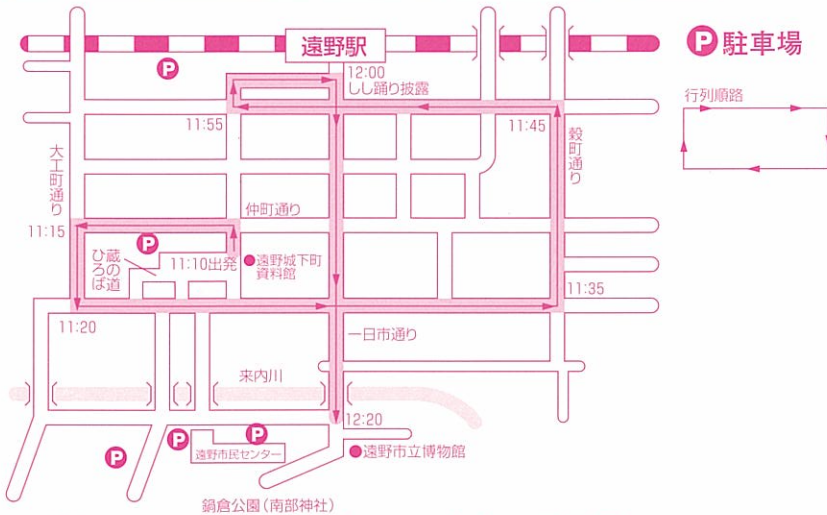 遠野駅
P駐車場
P
12:00
しし踊り披露
行列順路
11:55
11:45
穀町通り
大工町通り
仲町通り
11:15
P
蔵の道
ひろば
11:10出発
遠野城下町
資料館
11:20
11:35
一日市通り
来内川
12:20
P
P
P
遠野市民センター
遠野市立博物館
鍋倉公園(南部神社)